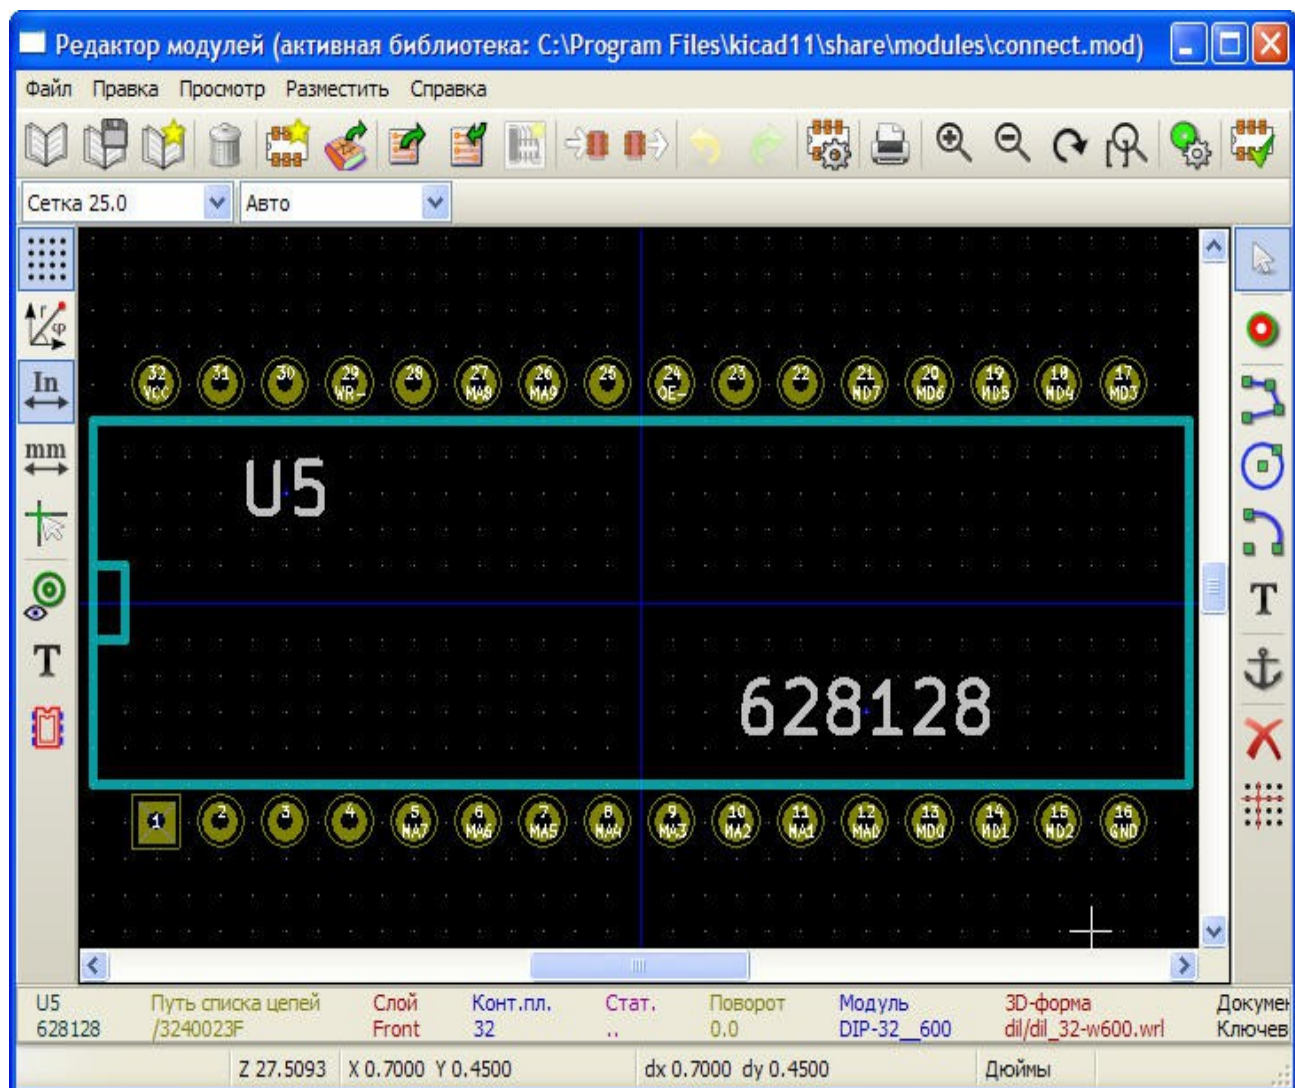 Редактор модулей (активная библиотека: C:\Program Files\kicad11\share\modules\connect.mod)
Файл Правка Просмотр Разместить Справка
Сетка 25.0 Авто
In
mm
T
r φ
32 31 30 29 28 27 26 25 24 23 22 21 20 19 18 17
VCC WR- MA8 MA9 OE- MD7 MD6 MD5 MD4 MD3
U5
628128
1 2 3 4 5 6 7 8 9 10 11 12 13 14 15 16
MA7 MA6 MA5 MA4 MA3 MA2 MA1 MA0 MD0 MD1 MD2 GND
T
U5 Путь списка цепей Слой Конт.пл. Стат. Поворот Модуль 3D-форма Докумен
628128 /3240023F Front 32 .. 0.0 DIP-32__600 dil/dil_32-w600.wrl Ключев
Z 27.5093 X 0.7000 Y 0.4500 dx 0.7000 dy 0.4500 Дюймы